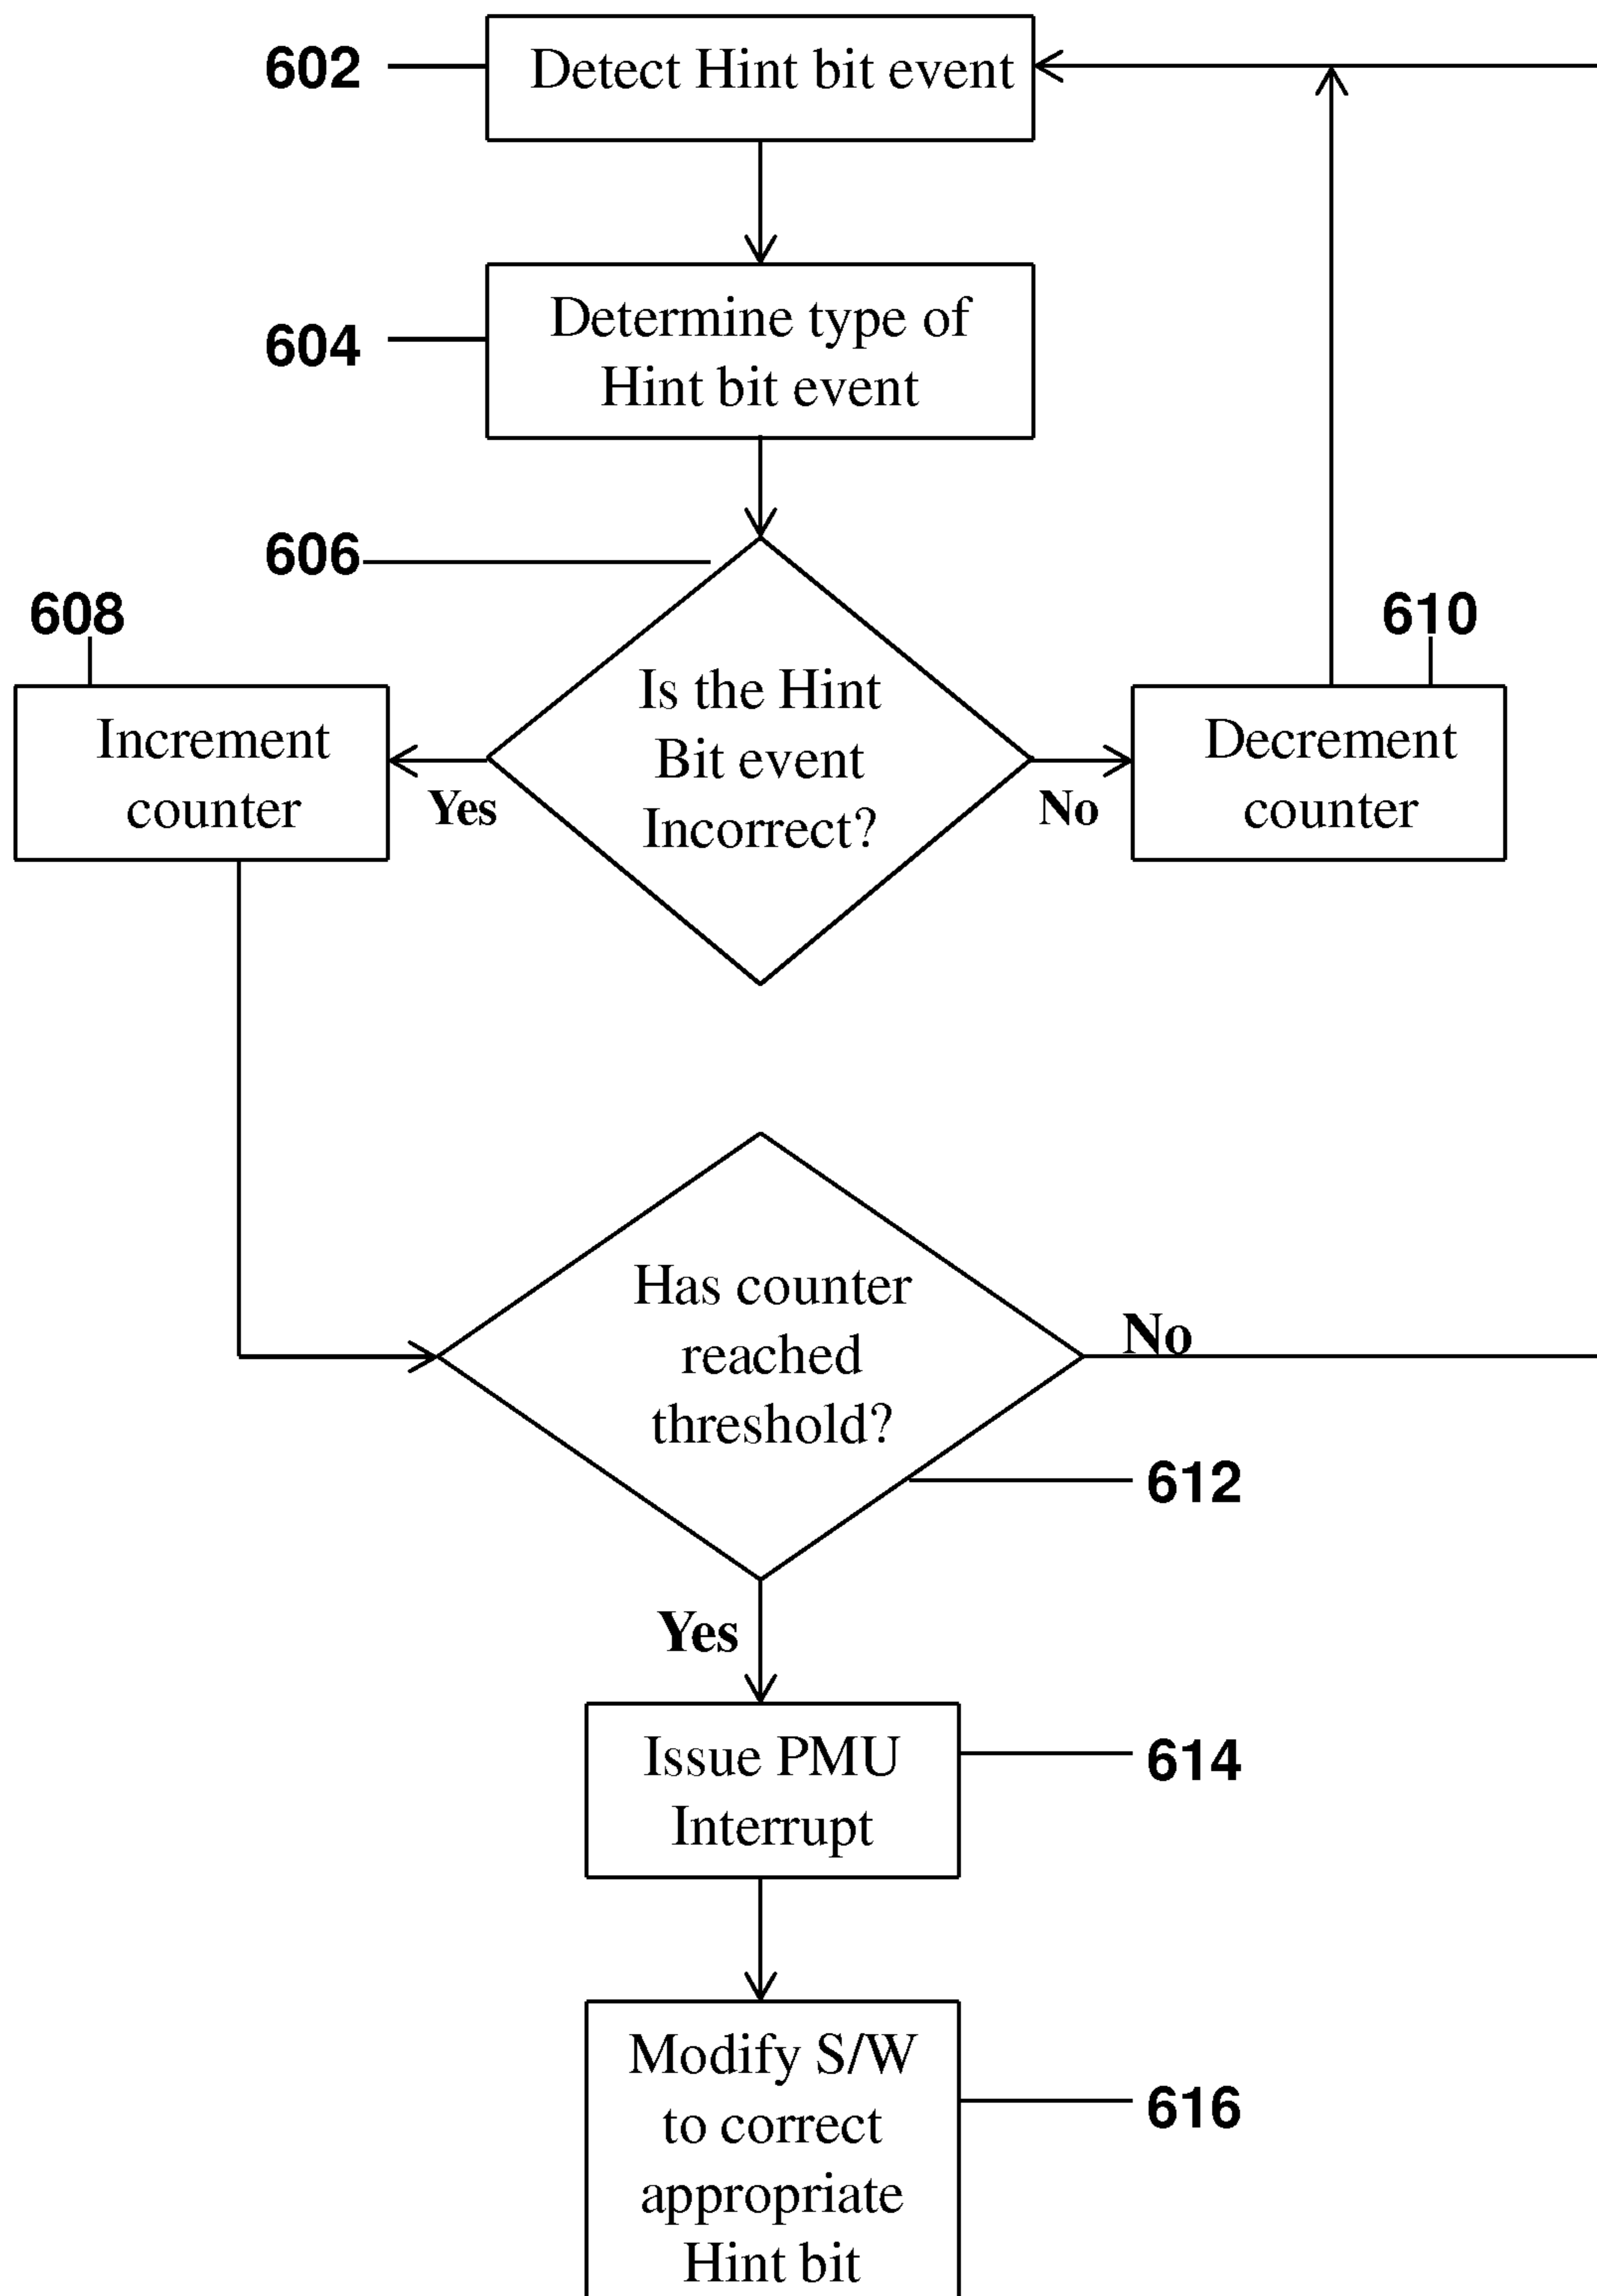 602
Detect Hint bit event
604
Determine type of
Hint bit event
606
608
610
Is the Hint
Bit event
Incorrect?
Increment
counter
Yes
No
Decrement
counter
Has counter
reached
threshold?
No
612
Yes
Issue PMU
Interrupt
614
Modify S/W
to correct
appropriate
Hint bit
616